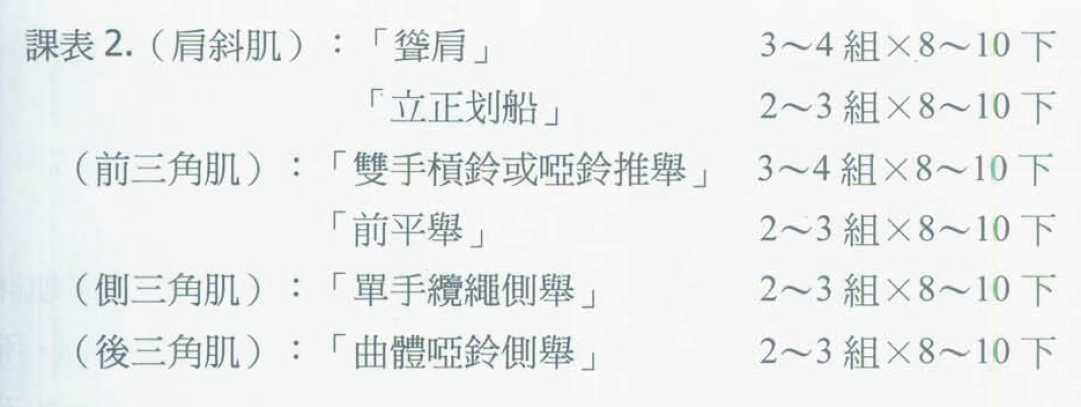 課表 2.（肩斜肌）：「聳肩」 3～4 組×8～10 下
「立正划船」 2～3 組×8～10 下
（前三角肌）：「雙手槓鈴或啞鈴推舉」 3～4 組×8～10 下
「前平舉」 2～3 組×8～10 下
（側三角肌）：「單手纜繩側舉」 2～3 組×8～10 下
（後三角肌）：「曲體啞鈴側舉」 2～3 組×8～10 下